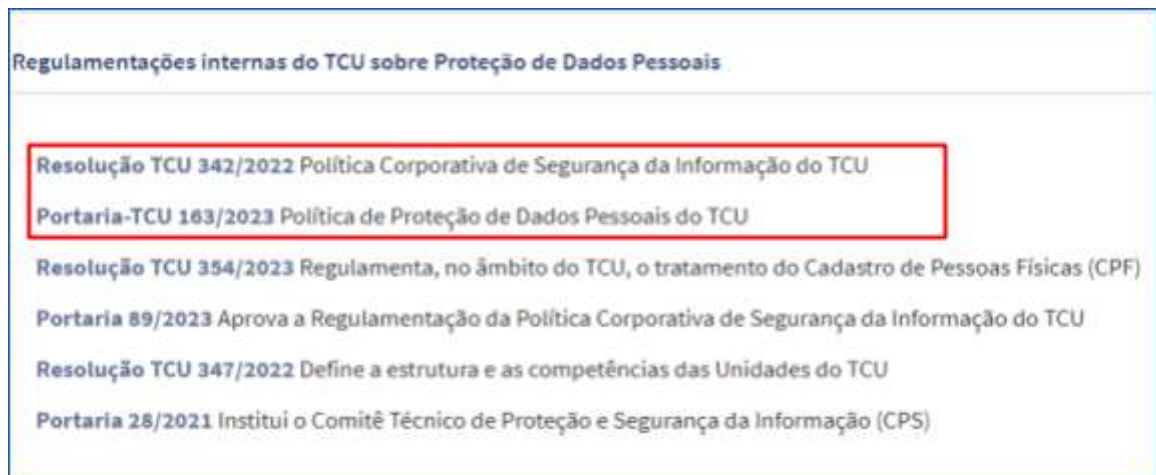 Regulamentações internas do TCU sobre Proteção de Dados Pessoais
Resolução TCU 342/2022 Política Corporativa de Segurança da Informação do TCU
Portaria-TCU 163/2023 Política de Proteção de Dados Pessoais do TCU
Resolução TCU 354/2023 Regulamenta, no âmbito do TCU, o tratamento do Cadastro de Pessoas Físicas (CPF)
Portaria 89/2023 Aprova a Regulamentação da Política Corporativa de Segurança da Informação do TCU
Resolução TCU 347/2022 Define a estrutura e as competências das Unidades do TCU
Portaria 28/2021 Institui o Comitê Técnico de Proteção e Segurança da Informação (CPS)